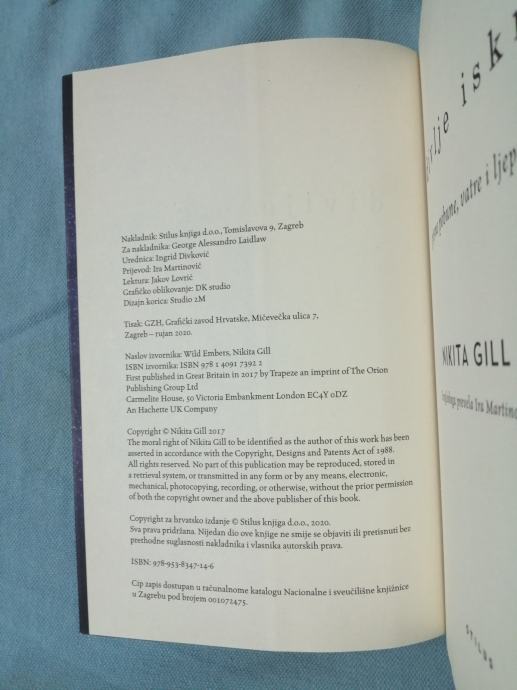 Nakladnik: Stilus knjiga d.o.o., Tomislavova 9, Zagreb
Za nakladnika: George Alessandro Laidlaw
Urednica: Ingrid Divković
Prijevod: Ira Martinović
Lektura: Jakov Lovrić
Grafičko oblikovanje: DK studio
Dizajn korica: Studio 2M
Tisak: GZH, Grafički zavod Hrvatske, Mičevečka ulica 7,
Zagreb – rujan 2020.
Naslov izvornika: Wild Embers, Nikita Gill
ISBN izvornika: ISBN 978 1 4091 7392 2
First published in Great Britain in 2017 by Trapeze an imprint of The Orion
Publishing Group Ltd
Carmelite House, 50 Victoria Embankment London EC4Y 0DZ
An Hachette UK Company
Copyright © Nikita Gill 2017
The moral right of Nikita Gill to be identified as the author of this work has been
asserted in accordance with the Copyright, Designs and Patents Act of 1988.
All rights reserved. No part of this publication may be reproduced, stored in
a retrieval system, or transmitted in any form or by any means, electronic,
mechanical, photocopying, recording, or otherwise, without the prior permission
of both the copyright owner and the above publisher of this book.
Copyright za hrvatsko izdanje © Stilus knjiga d.o.o., 2020.
Sva prava pridržana. Nijedan dio ove knjige ne smije se objaviti ili pretisnuti bez
prethodne suglasnosti nakladnika i vlasnika autorskih prava.
ISBN: 978-953-8347-14-6
Cip zapis dostupan u računalnome katalogu Nacionalne i sveučilišne knjižnice
u Zagrebu pod brojem 001072475.
isk
pobune, vatre i ljep
NIKITA GILL
prevela Ira Martino
STILUS